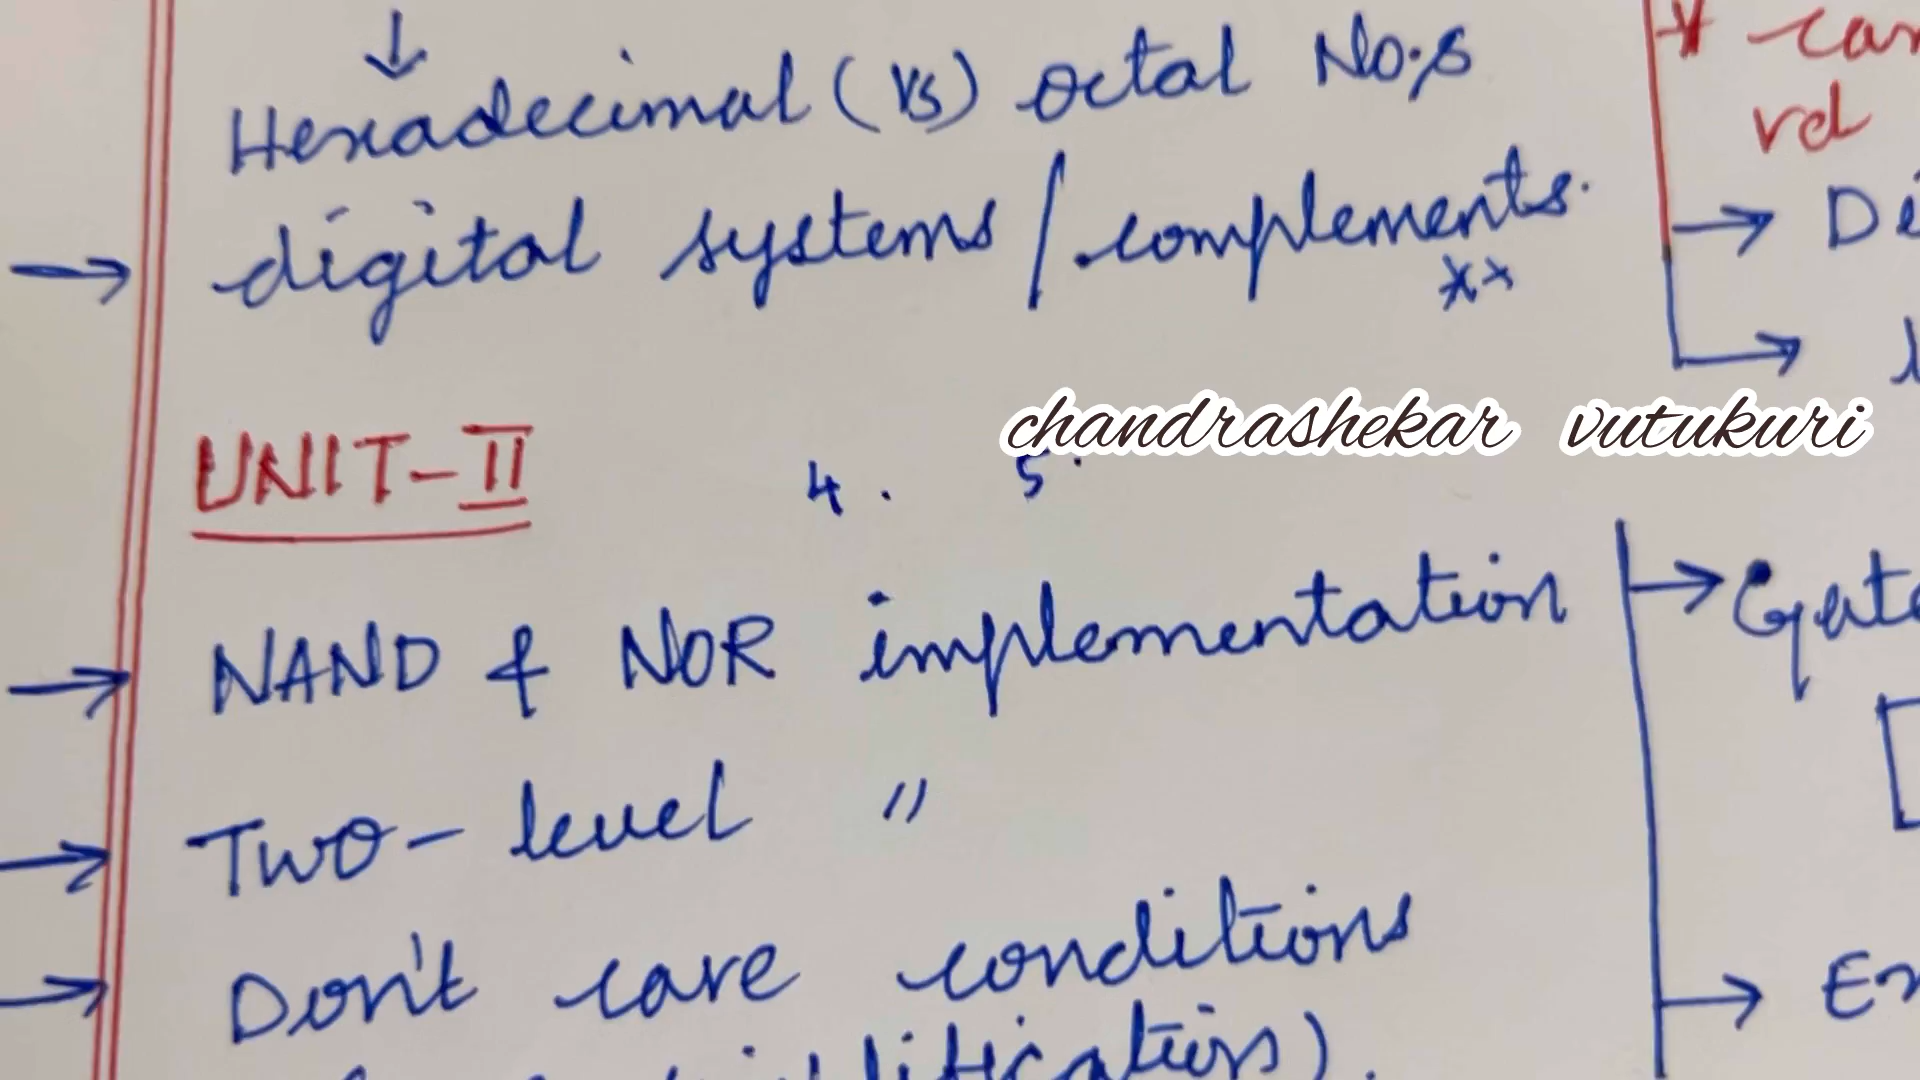 Hexadecimal (vs) octal No.s
digital systems / complements.
**
UNIT-II
4. 5.
chandrashekar vutukuri
NAND & NOR implementation
Two-level "
Don't care conditions
rd